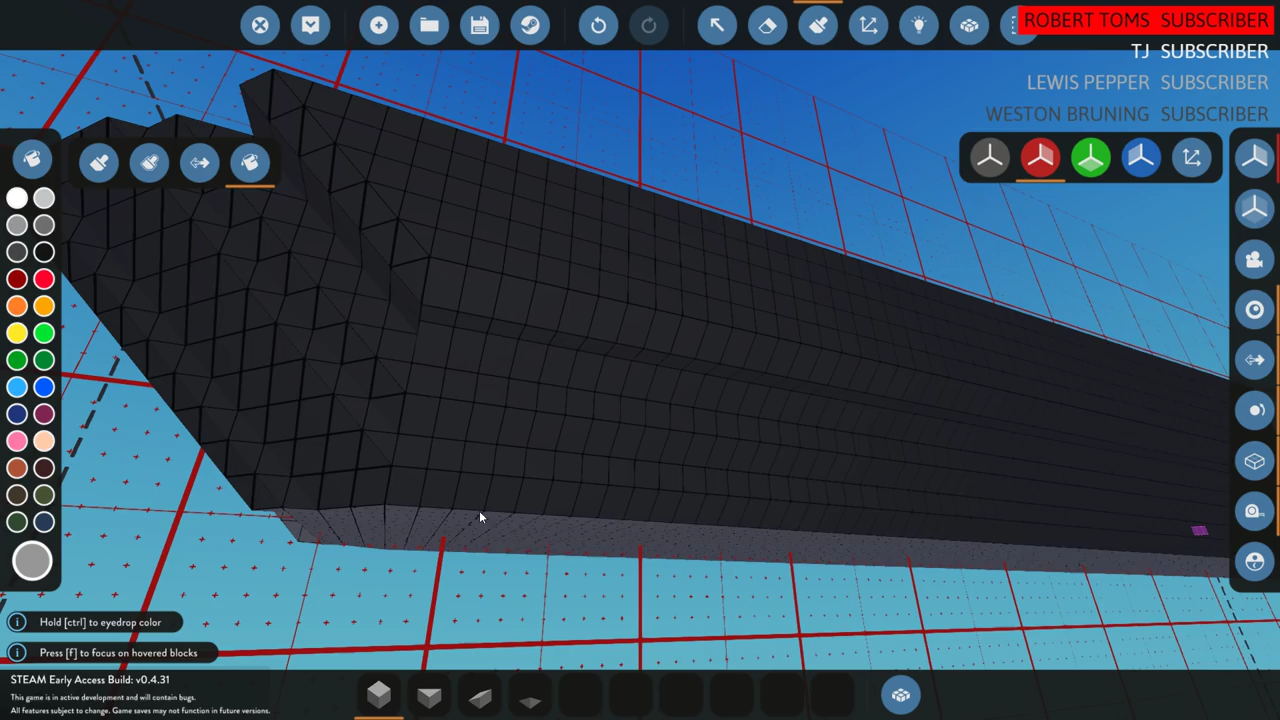 ROBERT TOMS SUBSCRIBER
TJ SUBSCRIBER
LEWIS PEPPER SUBSCRIBER
WESTON BRUNING SUBSCRIBER
Hold [ctrl] to eyedrop color
Press [f] to focus on hovered blocks
STEAM Early Access Build: v0.4.31
This game is in active development and will contain bugs.
All features subject to change. Game saves may not function in future versions.